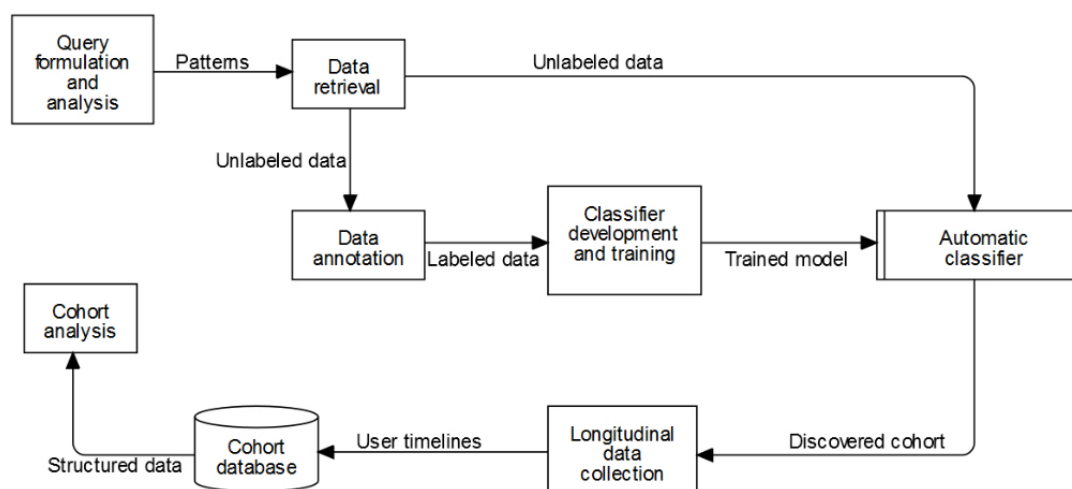 Query
formulation
and
analysis
Patterns
Data
retrieval
Unlabeled data
Unlabeled data
Data
annotation
Labeled data
Classifier
development
and training
Trained model
Automatic
classifier
Cohort
analysis
Structured data
Cohort
database
User timelines
Longitudinal
data
collection
Discovered cohort